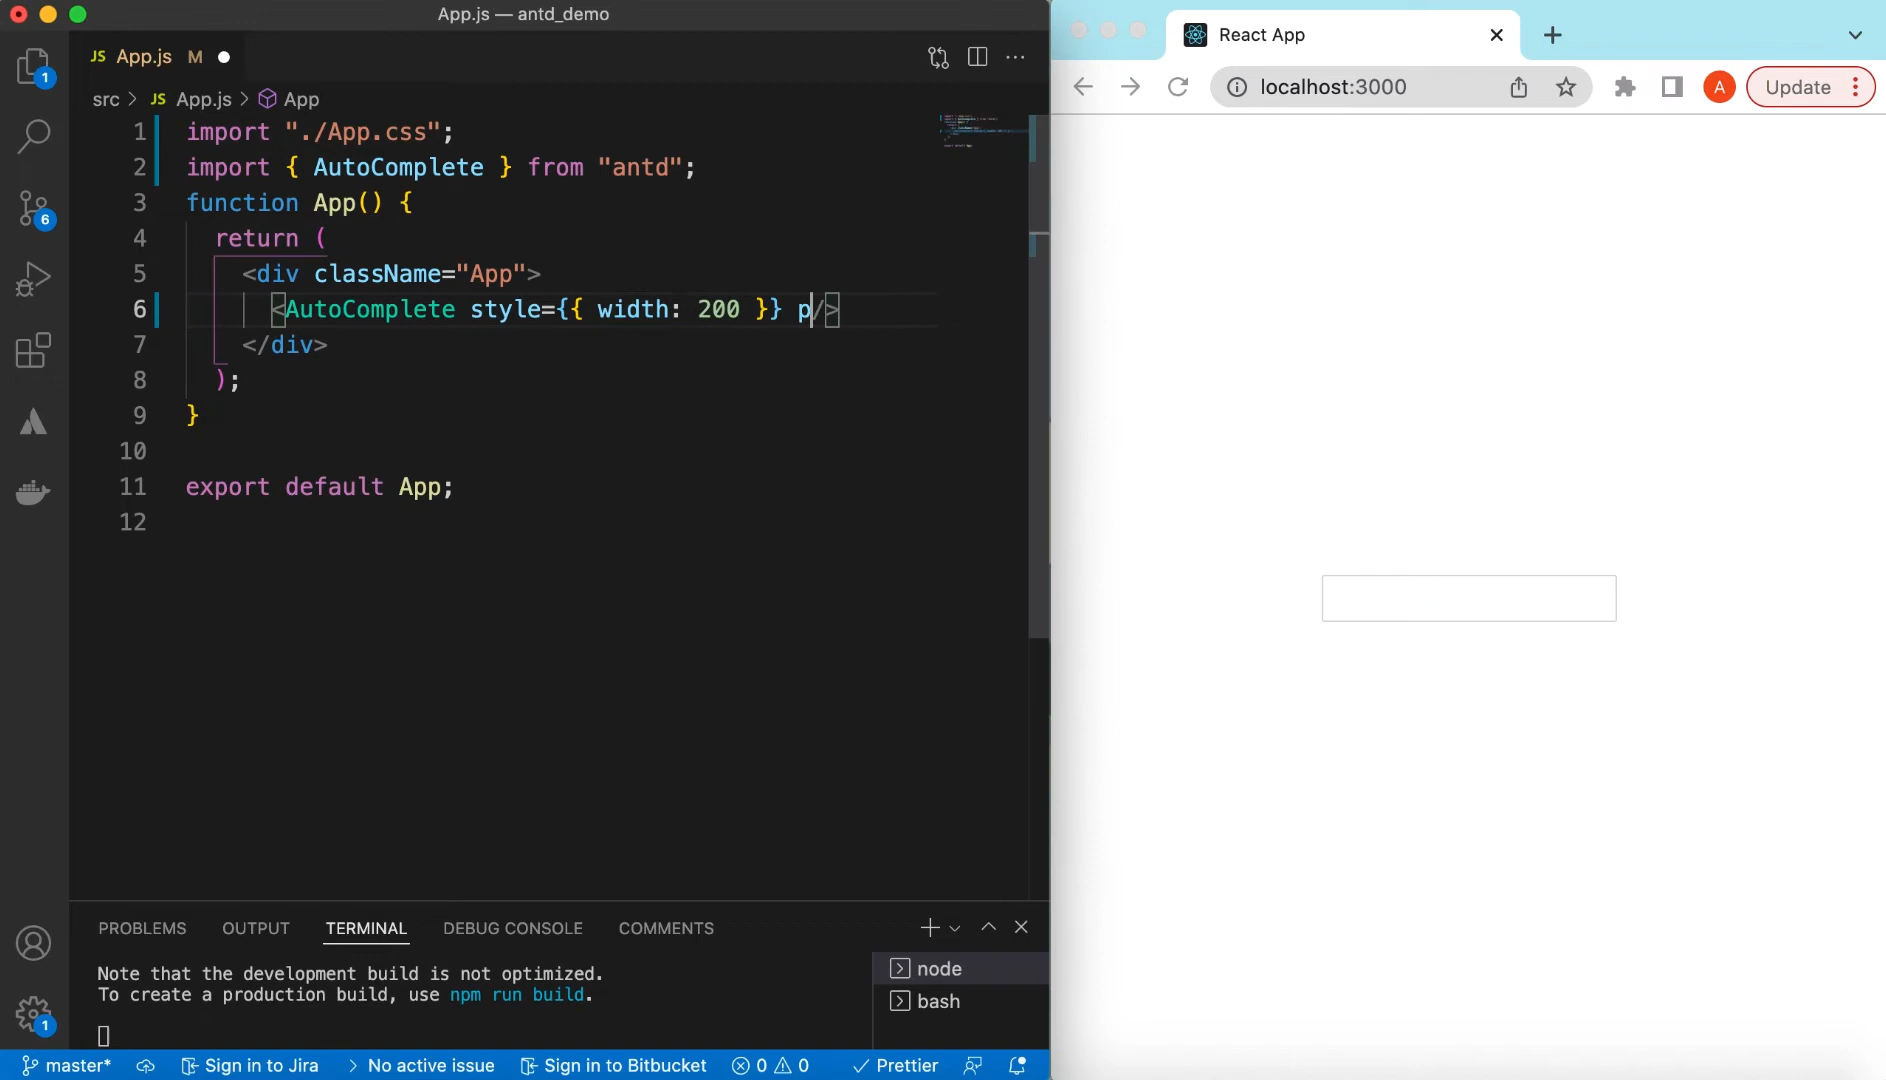 App.js — antd_demo
JS App.js M
src > JS App.js > App
1 import "./App.css";
2 import { AutoComplete } from "antd";
3 function App() {
4 return (
5 <div className="App">
6 <AutoComplete style={{ width: 200 }} p/>
7 </div>
8 );
9 }
10
11 export default App;
12
1
6
1
PROBLEMS OUTPUT TERMINAL DEBUG CONSOLE COMMENTS
Note that the development build is not optimized.
To create a production build, use npm run build.
node
bash
master* Sign in to Jira > No active issue Sign in to Bitbucket 0 0 Prettier
React App
localhost:3000 A Update